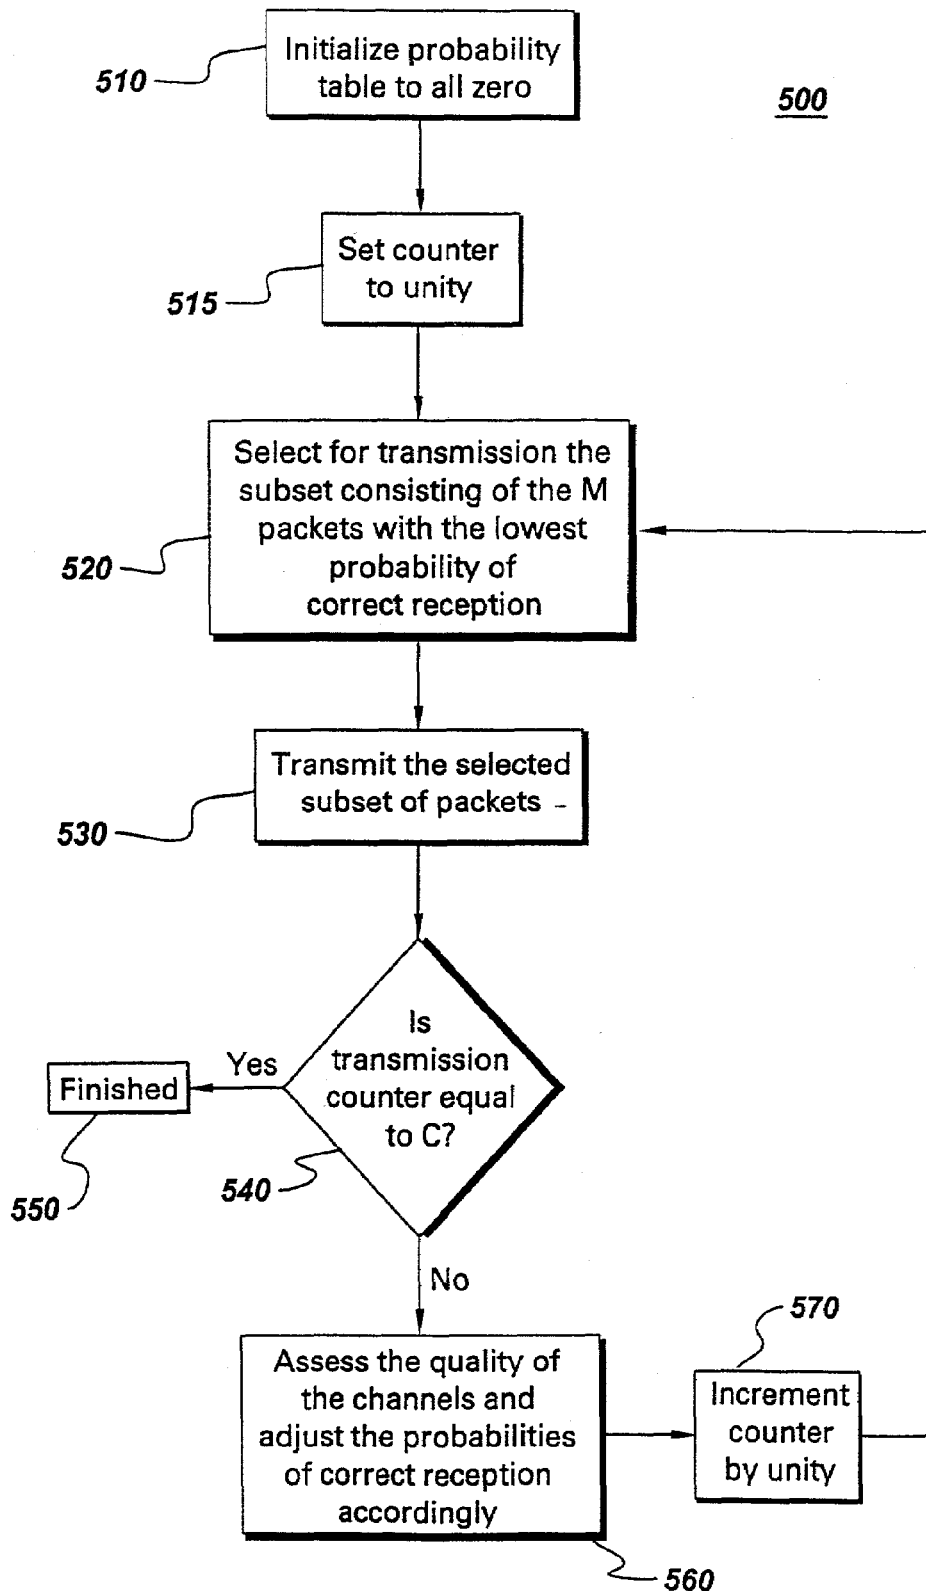 Initialize probability
table to all zero
510
500
Set counter
to unity
515
Select for transmission the
subset consisting of the M
packets with the lowest
probability of
correct reception
520
Transmit the selected
subset of packets
530
Is
transmission
counter equal
to C?
Yes
Finished
540
550
No
570
Assess the quality of
the channels and
adjust the probabilities
of correct reception
accordingly
Increment
counter
by unity
560